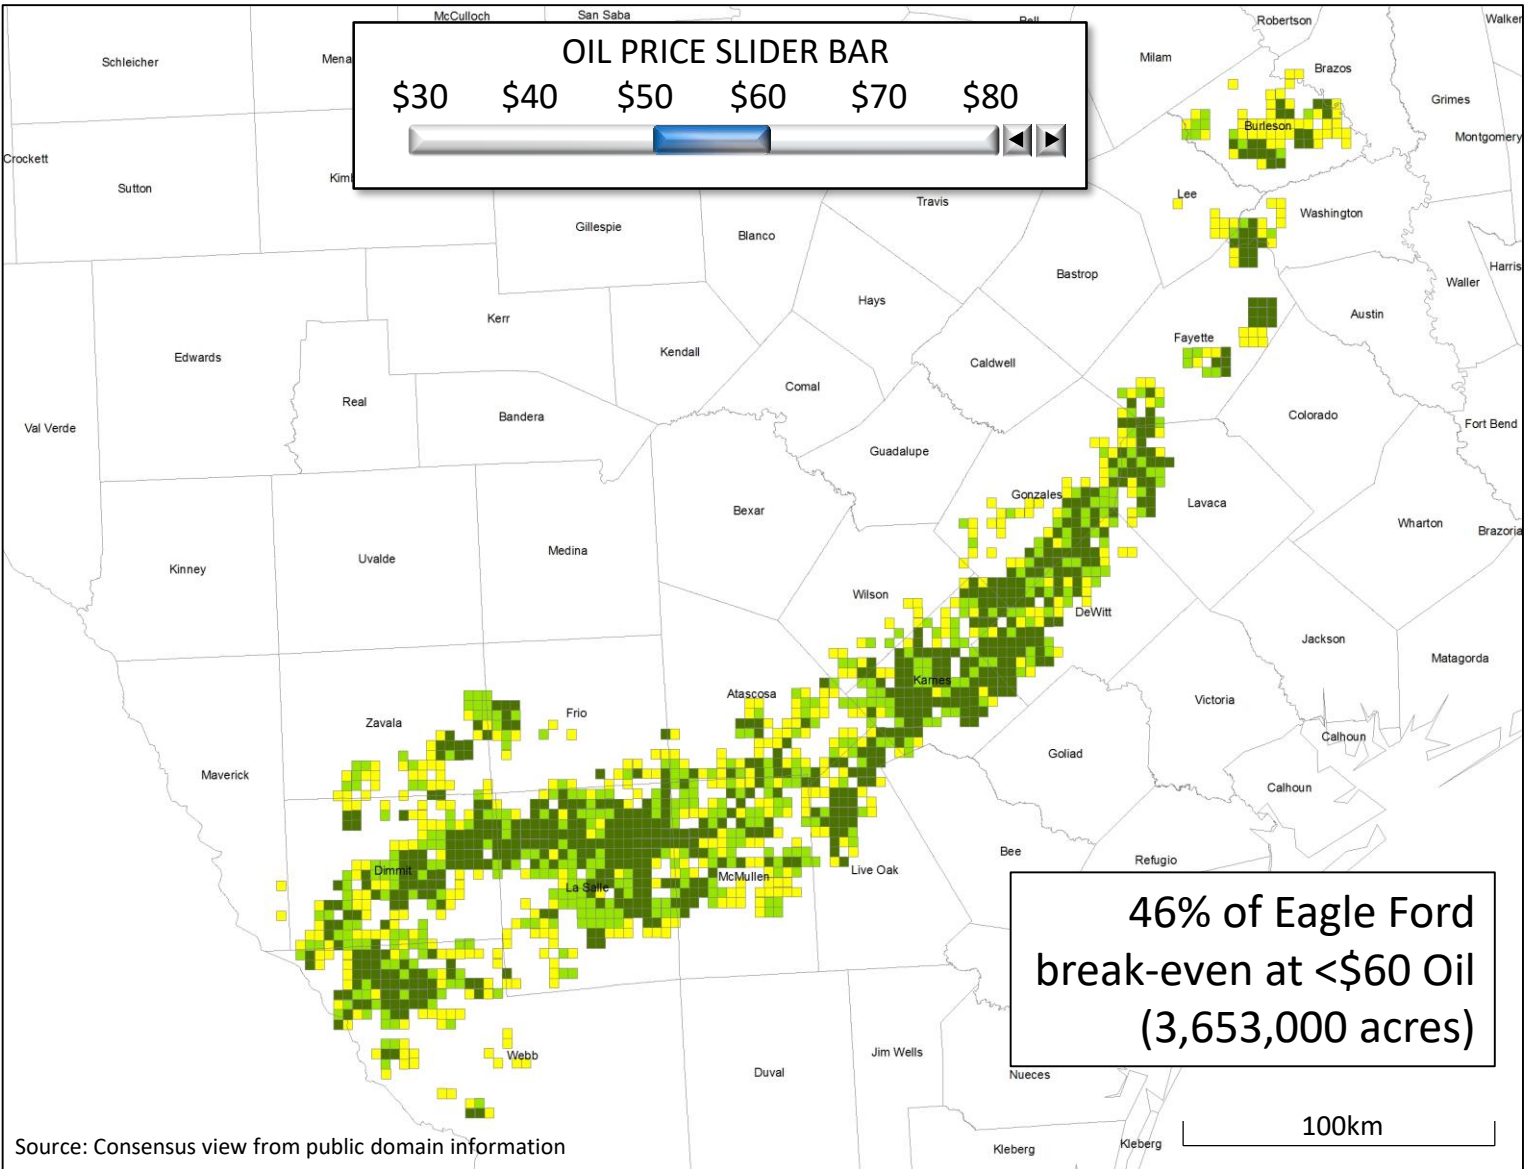 McCulloch
San Saba
Bell
Robertson
Walker
Schleicher
Mena
OIL PRICE SLIDER BAR
Milam
Brazos
$30 $40 $50 $60 $70 $80
Grimes
Burleson
Montgomery
Crockett
Sutton
Kim
Lee
Travis
Washington
Gillespie
Blanco
Harris
Bastrop
Waller
Hays
Austin
Kerr
Fayette
Edwards
Kendall
Caldwell
Comal
Real
Bandera
Colorado
Val Verde
Fort Bend
Guadalupe
Gonzales
Lavaca
Bexar
Wharton
Brazoria
Medina
Uvalde
Kinney
Wilson
DeWitt
Jackson
Matagorda
Karnes
Atascosa
Victoria
Frio
Zavala
Calhoun
Goliad
Maverick
Calhoun
Bee
Refugio
Dimmit
Live Oak
McMullen
La Salle
46% of Eagle Ford
break-even at <$60 Oil
(3,653,000 acres)
Webb
Jim Wells
Duval
Nueces
100km
Source: Consensus view from public domain information
Kleberg
Kleberg